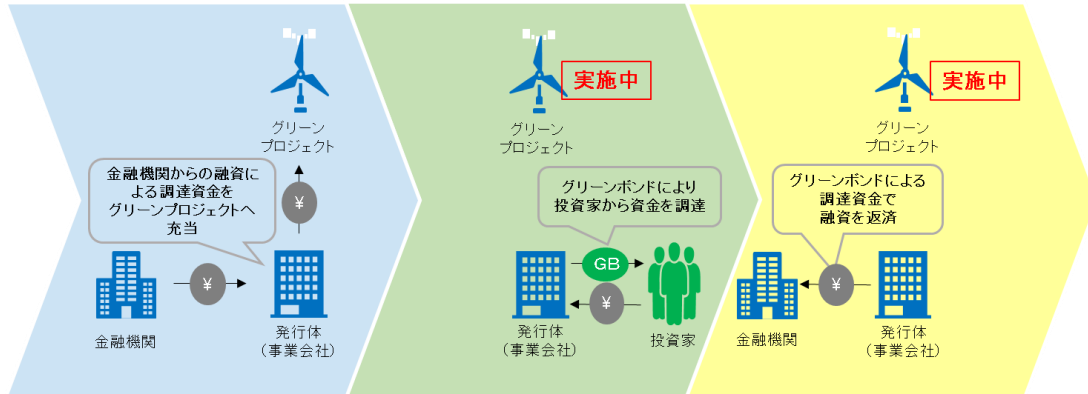 グリーン
プロジェクト
金融機関からの融資に
よる調達資金を
グリーンプロジェクトへ
充当
¥
¥
金融機関
発行体
（事業会社）
実施中
グリーン
プロジェクト
グリーンボンドにより
投資家から資金を調達
GB
¥
発行体
（事業会社）
投資家
実施中
グリーン
プロジェクト
グリーンボンドによる
調達資金で
融資を返済
¥
金融機関
発行体
（事業会社）